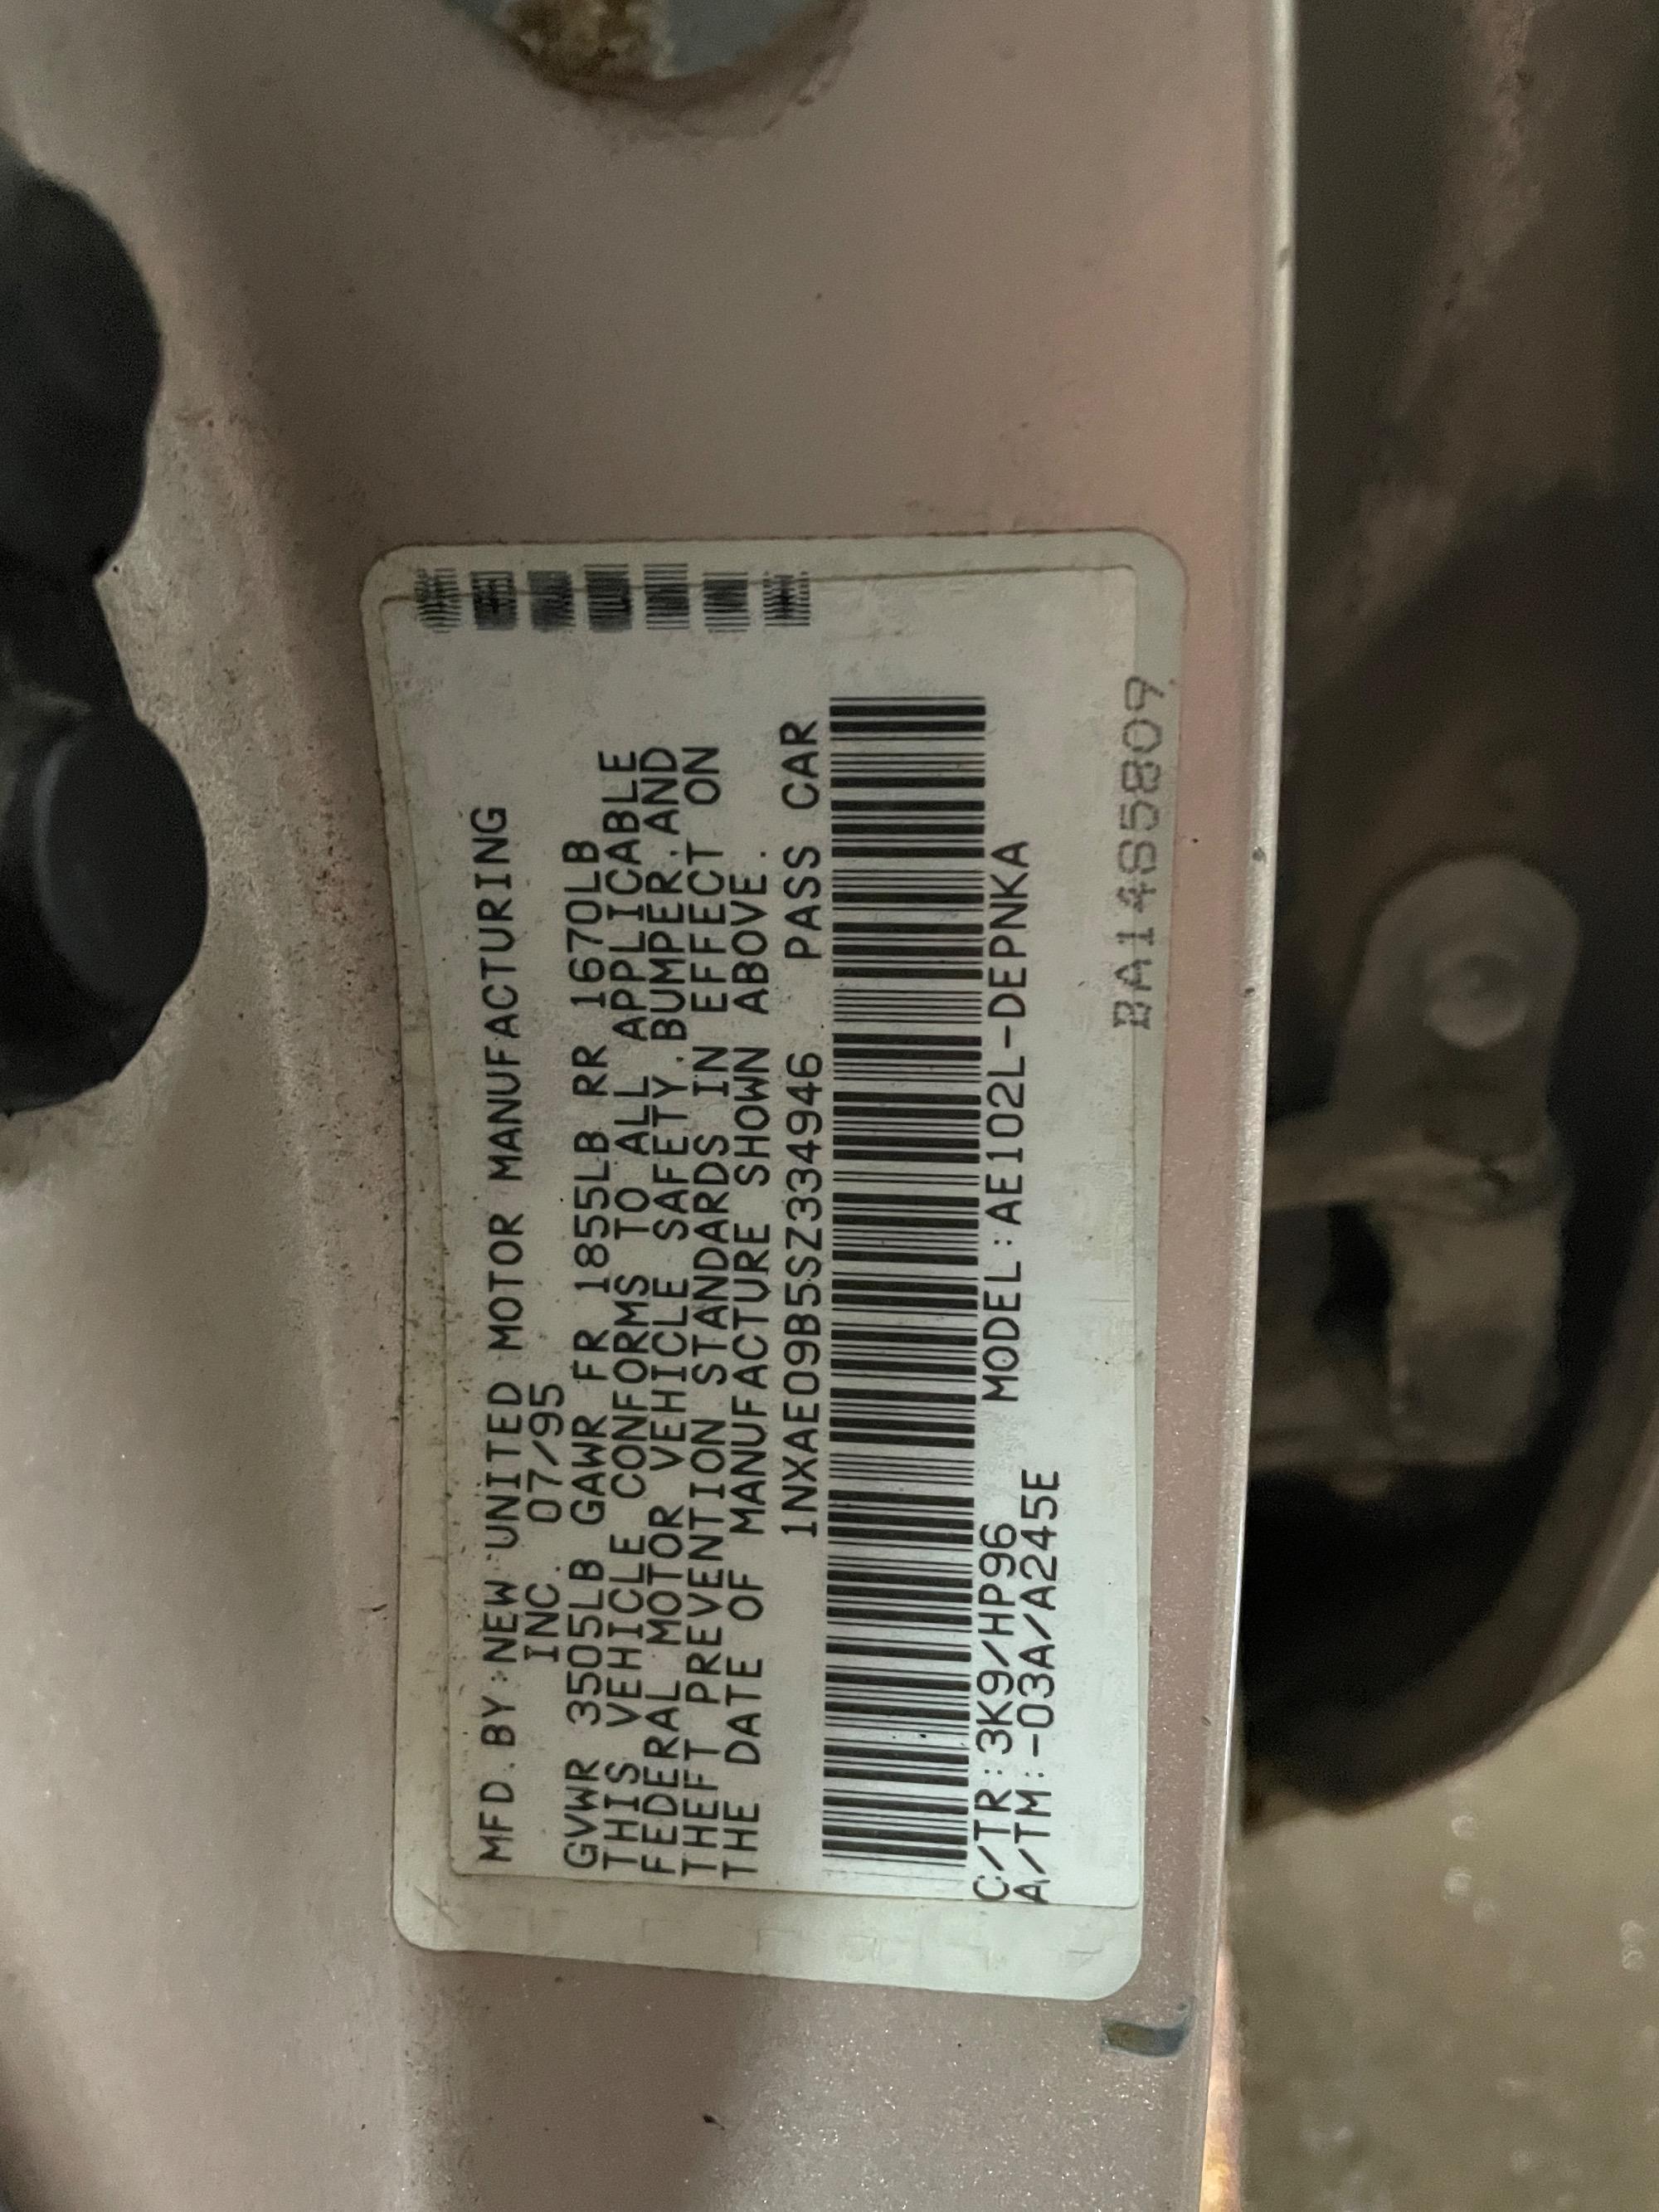 MFD.BY:NEW UNITED MOTOR MANUFACTURING
INC. 07/95
GVWR 3505LB GAWR FR 1855LB RR 1670LB
THIS VEHICLE CONFORMS TO ALL APPLICABLE
FEDERAL MOTOR VEHICLE SAFETY.BUMPER.AND
THEFT PREVENTION STANDARDS IN EFFECT ON
THE DATE OF MANUFACTURE SHOWN ABOVE.
1NXAE09B5SZ334946 PASS CAR
C/TR:3K9/HP96 MODEL:AE102L-DEPNKA
A/TM:-03A/A245E
BA14S5809